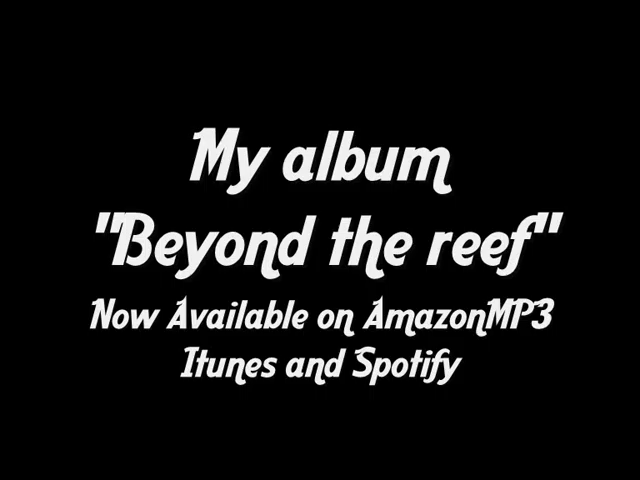 My album
"Beyond the reef"
Now Available on AmazonMP3
Itunes and Spotify